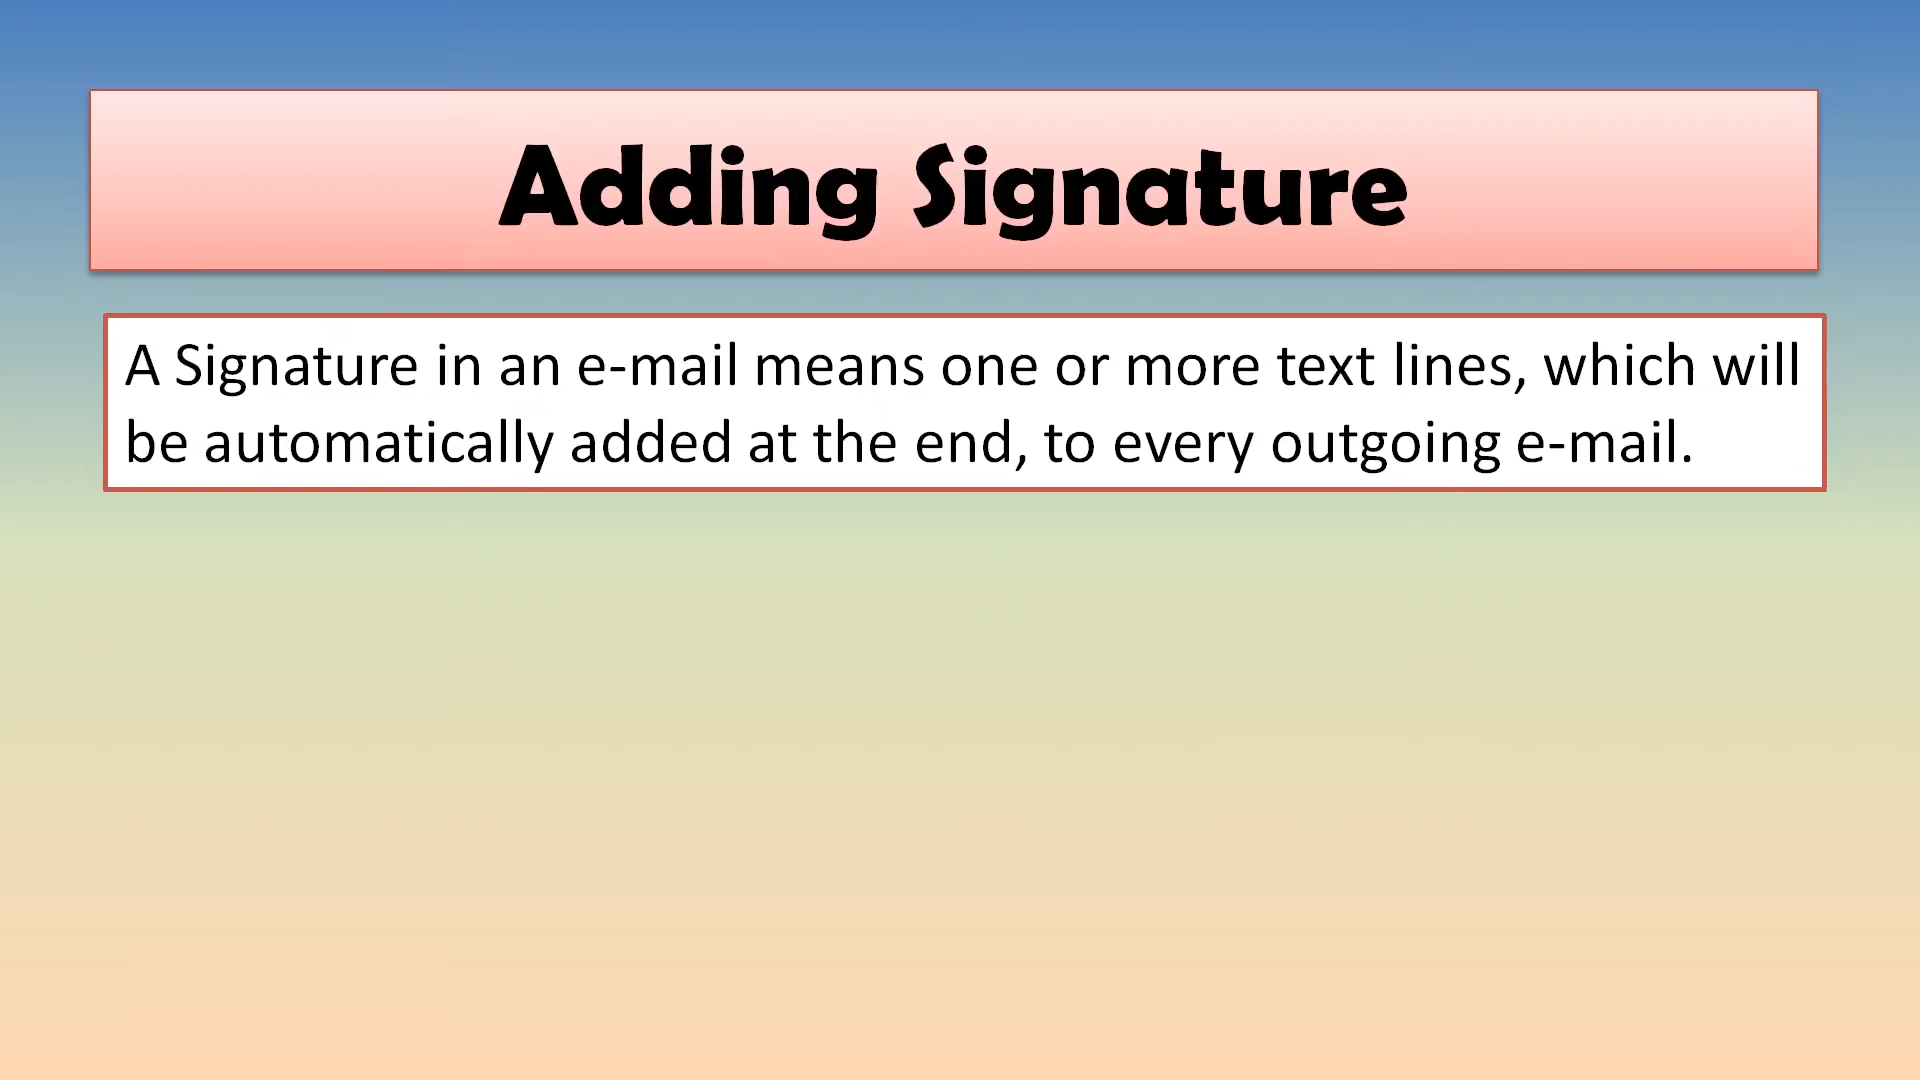 Adding Signature
A Signature in an e-mail means one or more text lines, which will
be automatically added at the end, to every outgoing e-mail.